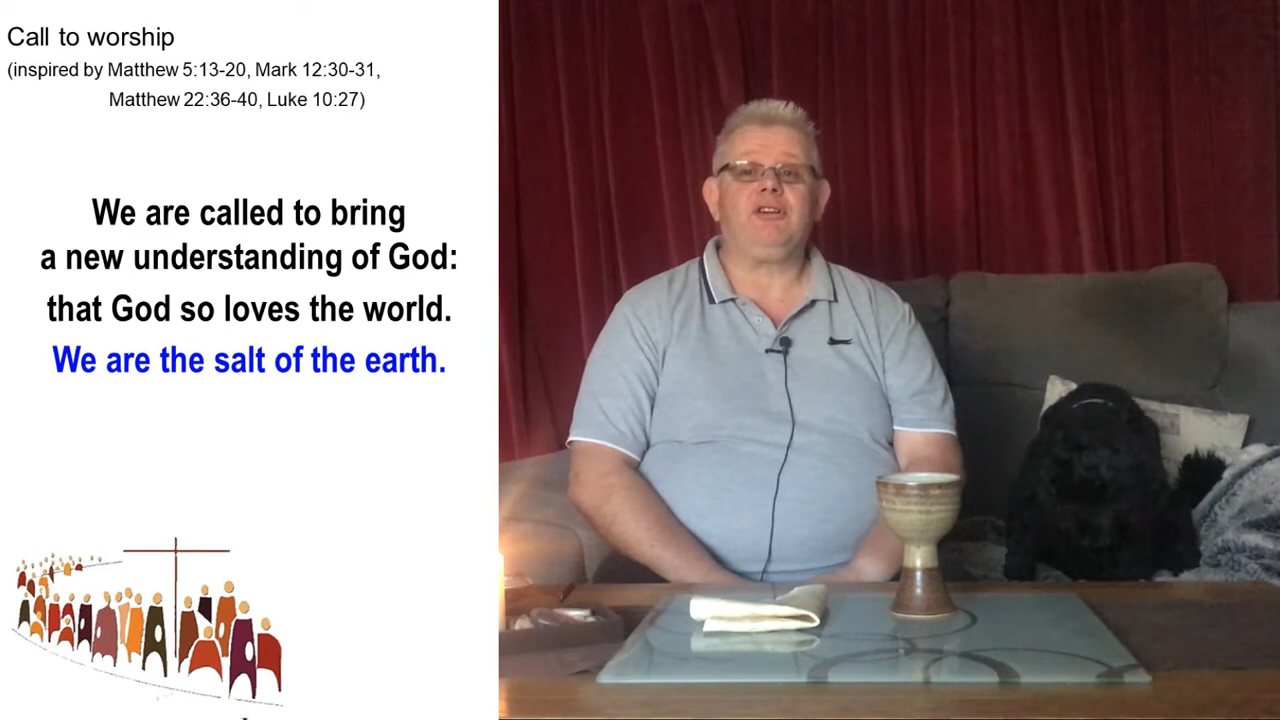 Call to worship
(inspired by Matthew 5:13-20, Mark 12:30-31,
Matthew 22:36-40, Luke 10:27)
We are called to bring
a new understanding of God:
that God so loves the world.
We are the salt of the earth.